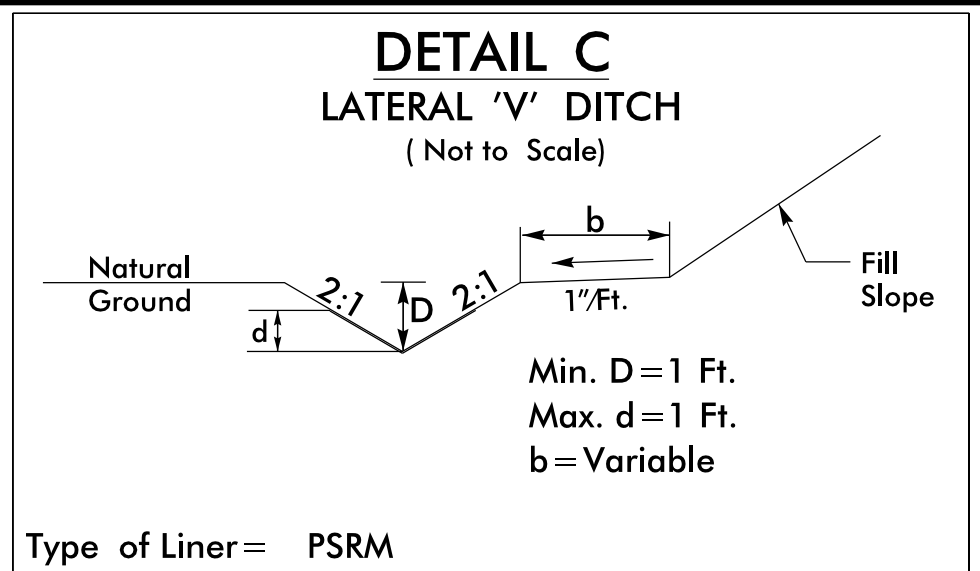 DETAIL C
LATERAL 'V' DITCH
( Not to Scale)
b
Natural
Ground
2:1
D
2:1
1"/Ft.
Fill
Slope
d
Min. D=1 Ft.
Max. d=1 Ft.
b=Variable
Type of Liner= PSRM